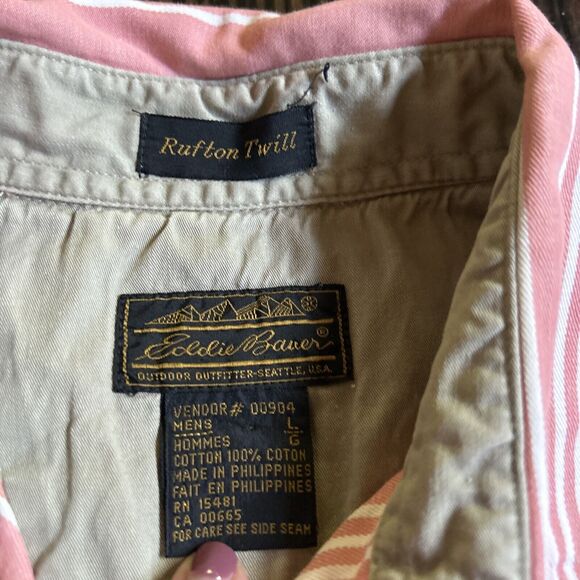 Rufton Twill
Eddie Bauer®
OUTDOOR OUTFITTER-SEATTLE, U.S.A.
VENDOR# 00904
MENS L
HOMMES G
COTTON 100% COTON
MADE IN PHILIPPINES
FAIT EN PHILIPPINES
RN 15481
CA 00665
FOR CARE SEE SIDE SEAM